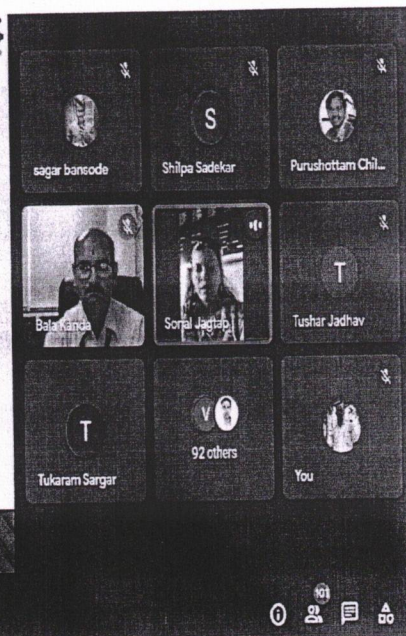 sagar bansode
S
Shilpa Sadekar
Purushottam Chil...
Bala Kanda
Sonal Jagtap
T
Tushar Jadhav
T
Tukaram Sargar
V
92 others
You
101